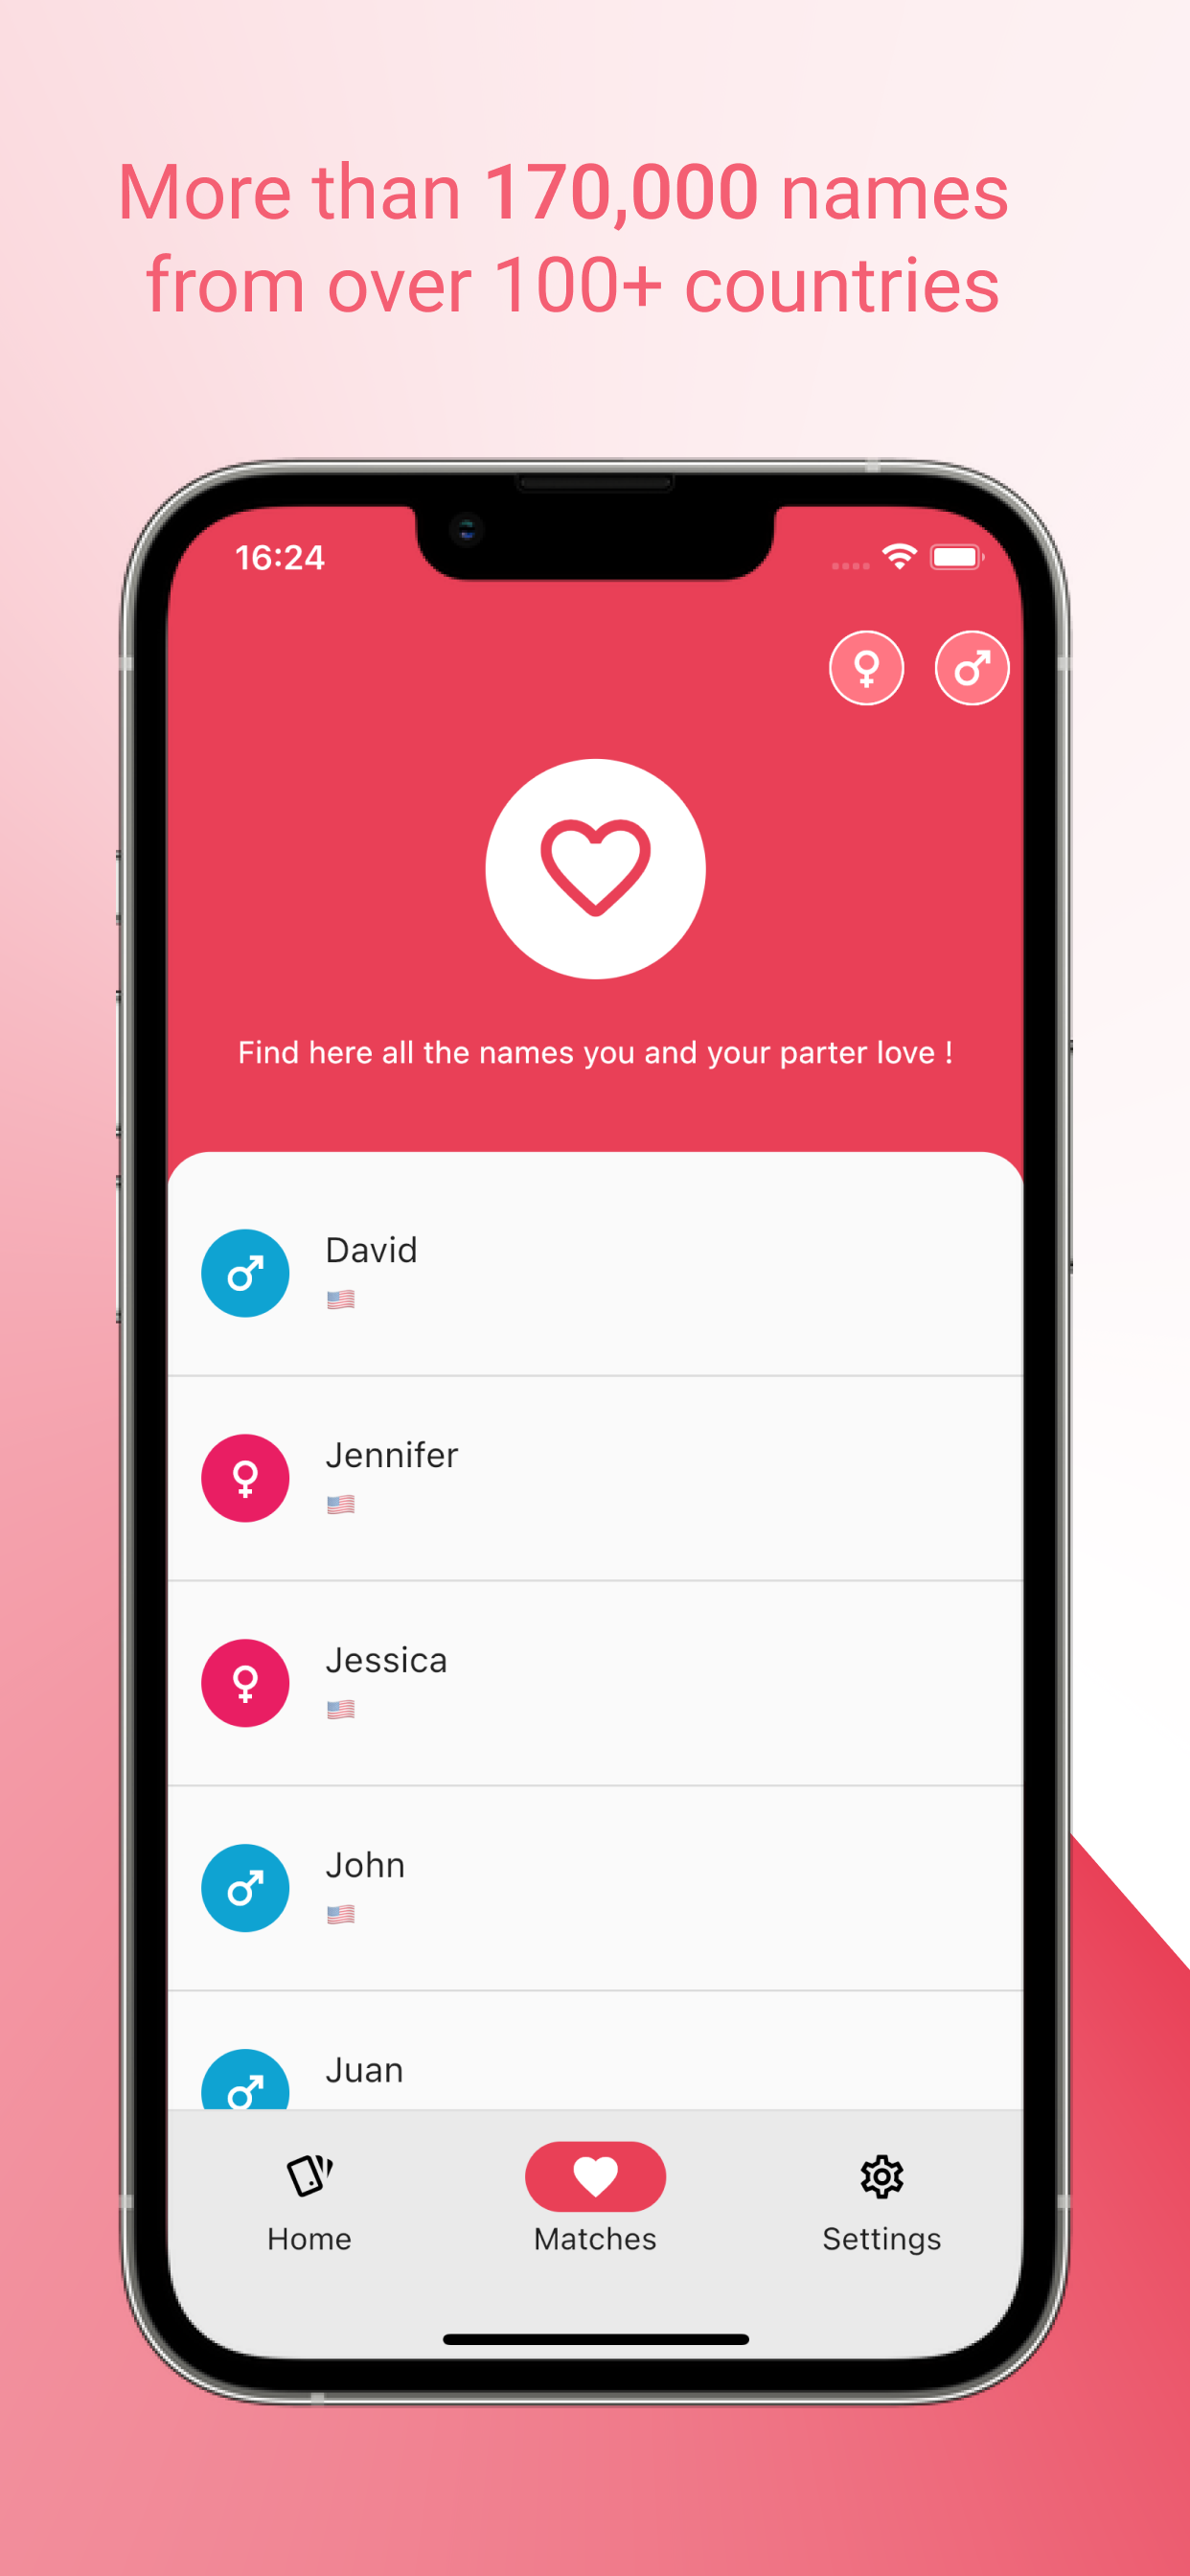 More than 170,000 names
from over 100+ countries
16:24
Find here all the names you and your parter love !
David
Jennifer
Jessica
John
Juan
Home
Matches
Settings